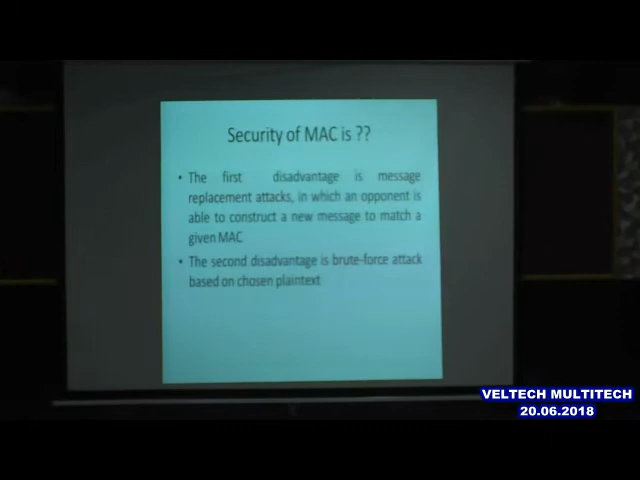 Security of MAC is ??
• The first disadvantage is message
replacement attacks, in which an opponent is
able to construct a new message to match a
given MAC
• The second disadvantage is brute-force attack
based on chosen plaintext
VELTECH MULTITECH
20.06.2018